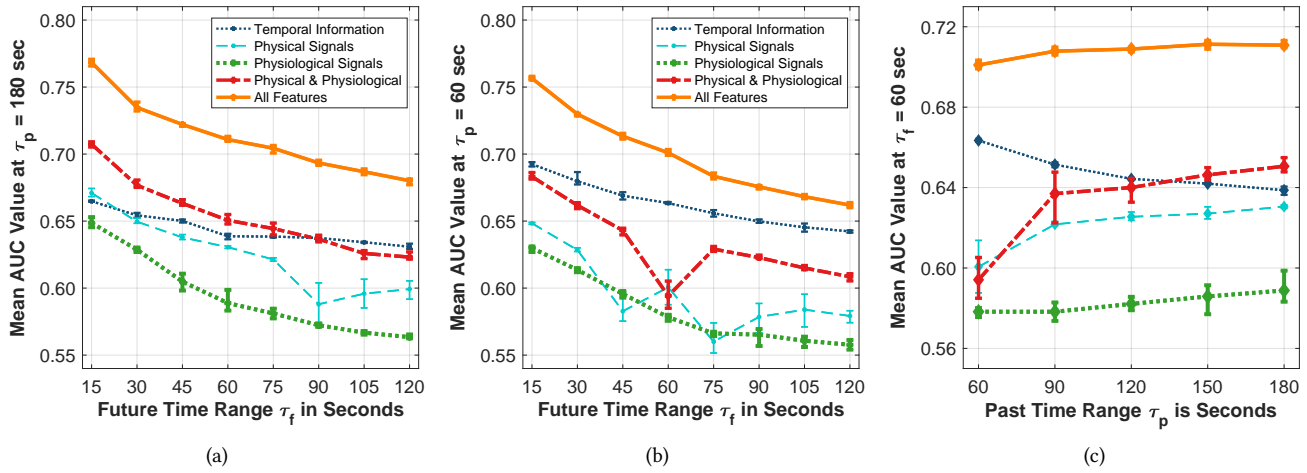 0.80
0.75
0.70
0.65
0.60
0.55
Mean AUC Value at τp = 180 sec
Temporal Information
Physical Signals
Physiological Signals
Physical & Physiological
All Features
15 30 45 60 75 90 105 120
Future Time Range τf in Seconds
(a)
0.80
0.75
0.70
0.65
0.60
0.55
Mean AUC Value at τp = 60 sec
Temporal Information
Physical Signals
Physiological Signals
Physical & Physiological
All Features
15 30 45 60 75 90 105 120
Future Time Range τf in Seconds
(b)
0.72
0.68
0.64
0.60
0.56
Mean AUC Value at τf = 60 sec
60 90 120 150 180
Past Time Range τp is Seconds
(c)